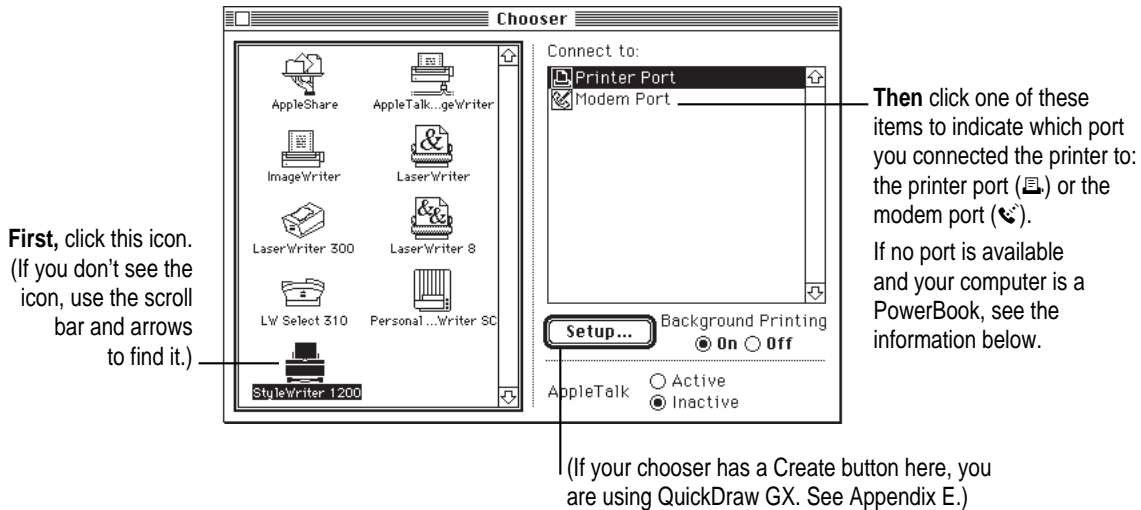 Chooser
AppleShare
AppleTalk...geWriter
ImageWriter
LaserWriter
LaserWriter 300
LaserWriter 8
LW Select 310
Personal ...Writer SC
StyleWriter 1200
Connect to:
Printer Port
Modem Port
Setup...
Background Printing
On Off
AppleTalk
Active
Inactive
First, click this icon.
(If you don’t see the
icon, use the scroll
bar and arrows
to find it.)
Then click one of these
items to indicate which port
you connected the printer to:
the printer port ( ) or the
modem port ( ).
If no port is available
and your computer is a
PowerBook, see the
information below.
(If your chooser has a Create button here, you
are using QuickDraw GX. See Appendix E.)